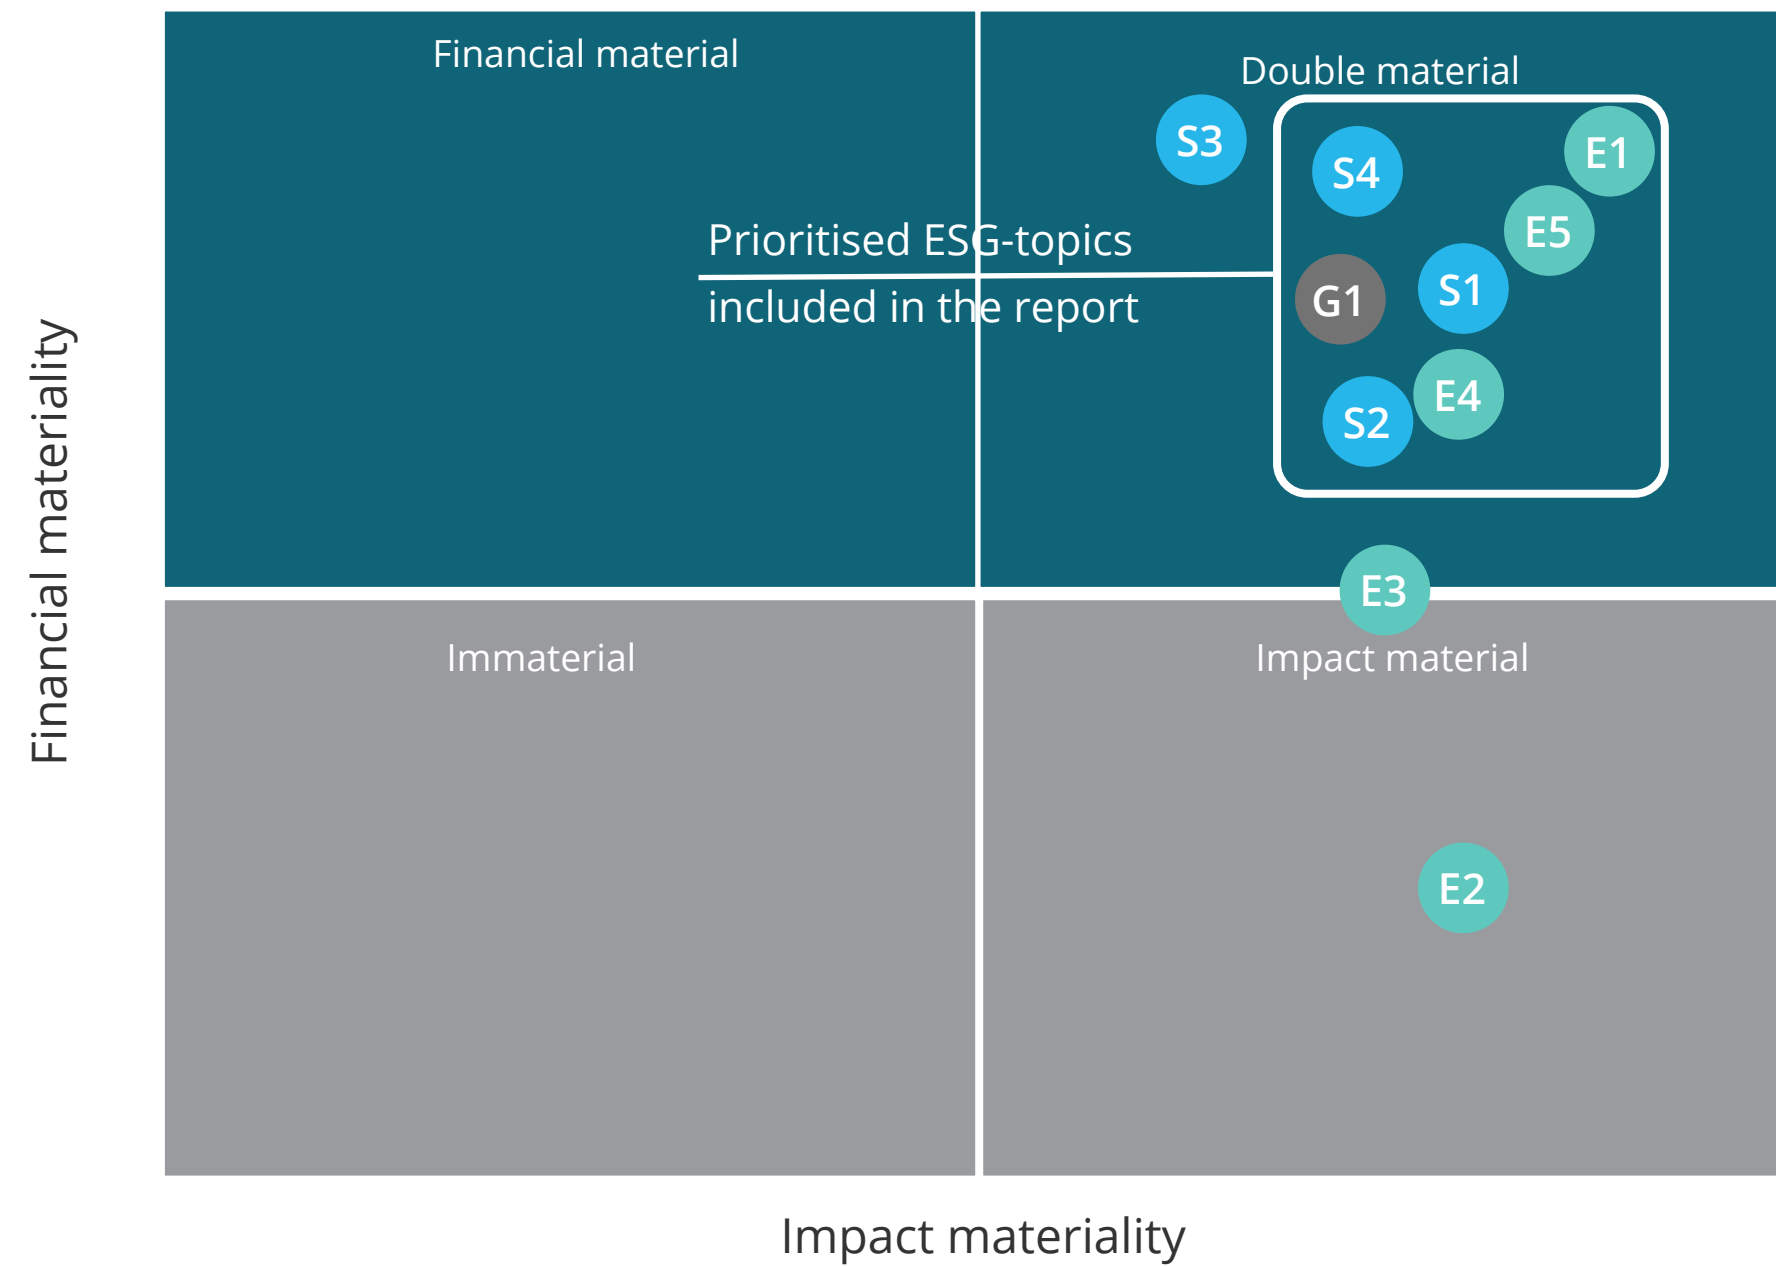 Financial material
Double material
S3
S4
E1
E5
Prioritised ESG-topics
included in the report
G1
S1
E4
S2
E3
Immaterial
Impact material
E2
Financial materiality
Impact materiality